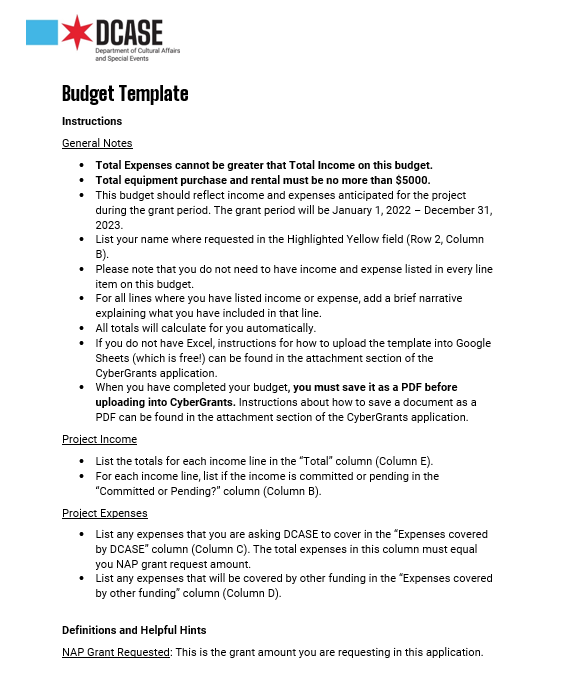 DCASE
Department of Cultural Affairs
and Special Events
Budget Template
Instructions
General Notes
• Total Expenses cannot be greater that Total Income on this budget.
• Total equipment purchase and rental must be no more than $5000.
• This budget should reflect income and expenses anticipated for the project
during the grant period. The grant period will be January 1, 2022 – December 31,
2023.
• List your name where requested in the Highlighted Yellow field (Row 2, Column
B).
• Please note that you do not need to have income and expense listed in every line
item on this budget.
• For all lines where you have listed income or expense, add a brief narrative
explaining what you have included in that line.
• All totals will calculate for you automatically.
• If you do not have Excel, instructions for how to upload the template into Google
Sheets (which is free!) can be found in the attachment section of the
CyberGrants application.
• When you have completed your budget, you must save it as a PDF before
uploading into CyberGrants. Instructions about how to save a document as a
PDF can be found in the attachment section of the CyberGrants application.
Project Income
• List the totals for each income line in the “Total” column (Column E).
• For each income line, list if the income is committed or pending in the
“Committed or Pending?” column (Column B).
Project Expenses
• List any expenses that you are asking DCASE to cover in the “Expenses covered
by DCASE” column (Column C). The total expenses in this column must equal
you NAP grant request amount.
• List any expenses that will be covered by other funding in the “Expenses covered
by other funding” column (Column D).
Definitions and Helpful Hints
NAP Grant Requested: This is the grant amount you are requesting in this application.